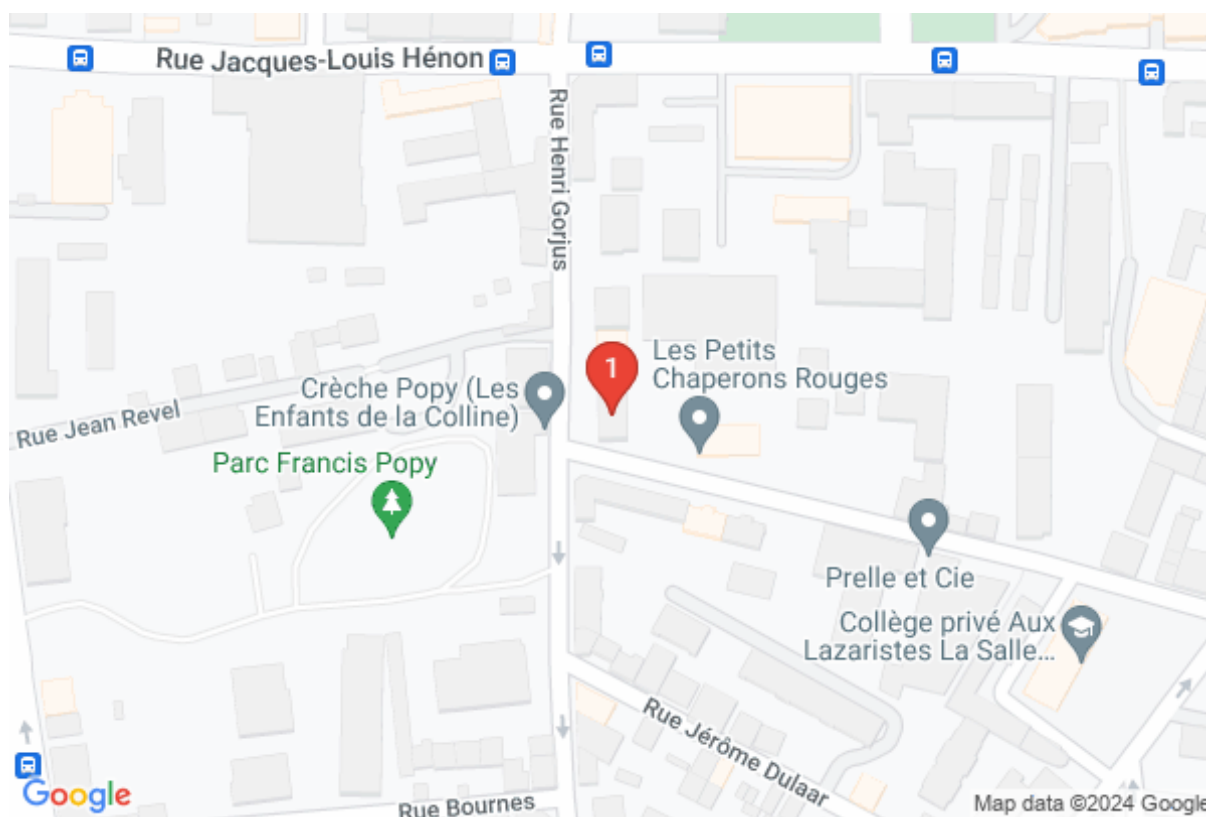 Rue Jacques-Louis Hénon
Rue Henri Gorjus
1
Les Petits
Chaperons Rouges
Crèche Popy (Les
Enfants de la Colline)
Rue Jean Revel
Parc Francis Popy
Prelle et Cie
Collège privé Aux
Lazaristes La Salle...
Rue Jérôme Dulaar
Google
Rue Bournes
Map data ©2024 Google